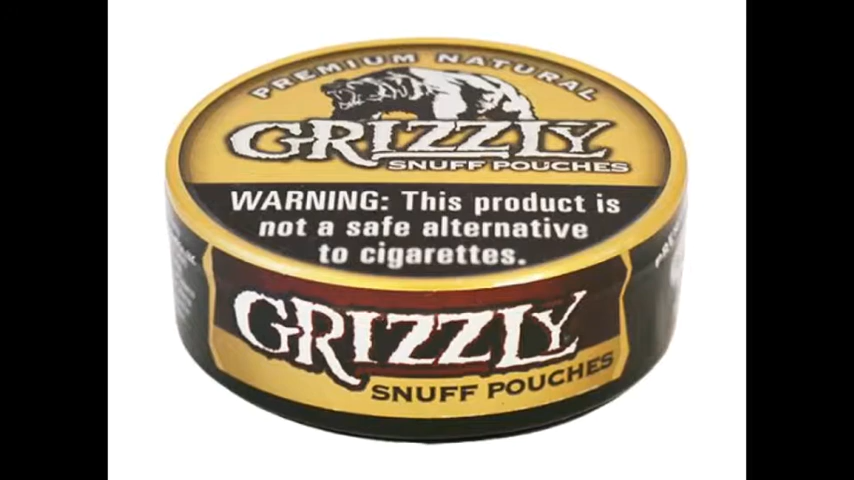 PREMIUM NATURAL
GRIZZLY
SNUFF POUCHES
WARNING: This product is
not a safe alternative
to cigarettes.
GRIZZLY
SNUFF POUCHES